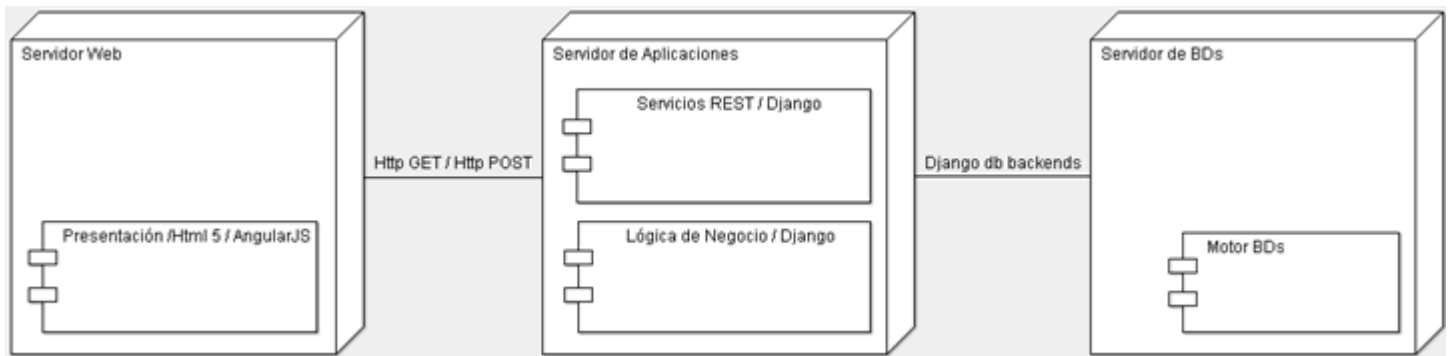 Servidor Web
Presentación /Html 5 / AngularJS
Http GET / Http POST
Servidor de Aplicaciones
Servicios REST / Django
Lógica de Negocio / Django
Django db backends
Servidor de BDs
Motor BDs